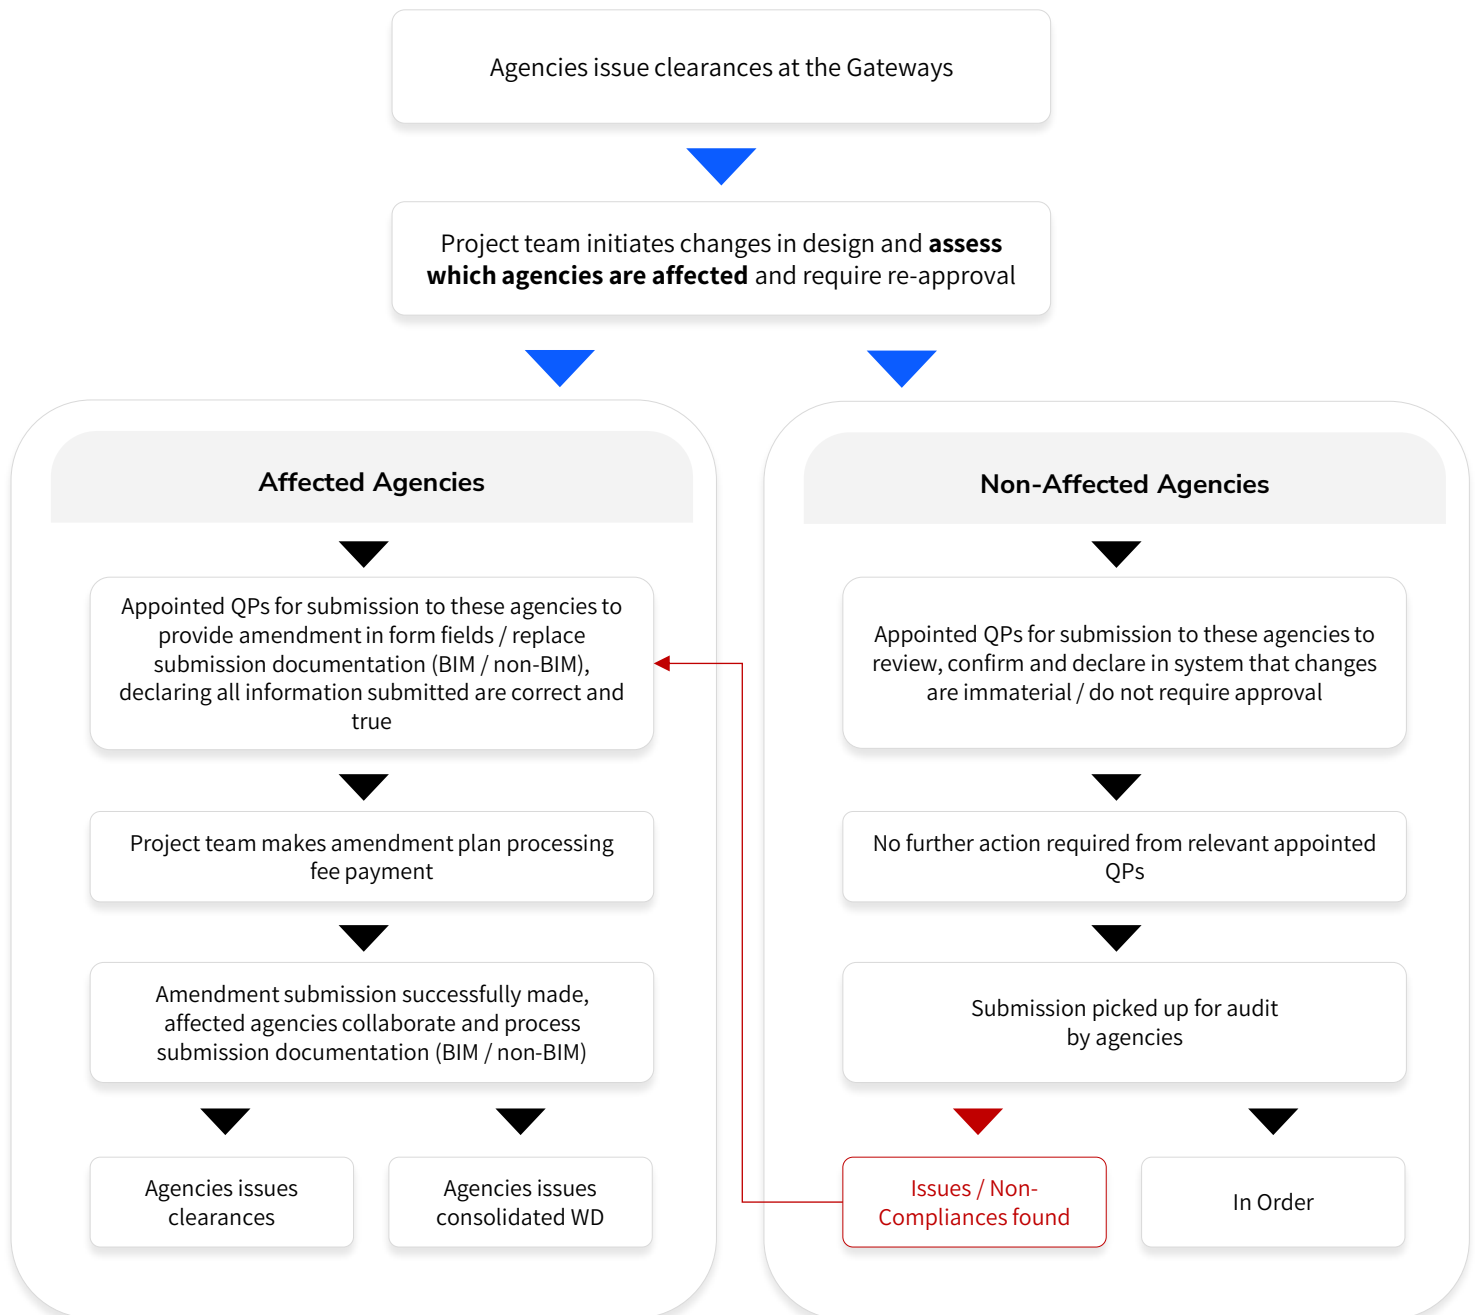 Agencies issue clearances at the Gateways
Project team initiates changes in design and assess
which agencies are affected and require re-approval
Affected Agencies
Appointed QPs for submission to these agencies to
provide amendment in form fields / replace
submission documentation (BIM / non-BIM),
declaring all information submitted are correct and
true
Project team makes amendment plan processing
fee payment
Amendment submission successfully made,
affected agencies collaborate and process
submission documentation (BIM / non-BIM)
Agencies issues
clearances
Agencies issues
consolidated WD
Non-Affected Agencies
Appointed QPs for submission to these agencies to
review, confirm and declare in system that changes
are immaterial / do not require approval
No further action required from relevant appointed
QPs
Submission picked up for audit
by agencies
Issues / Non-
Compliances found
In Order